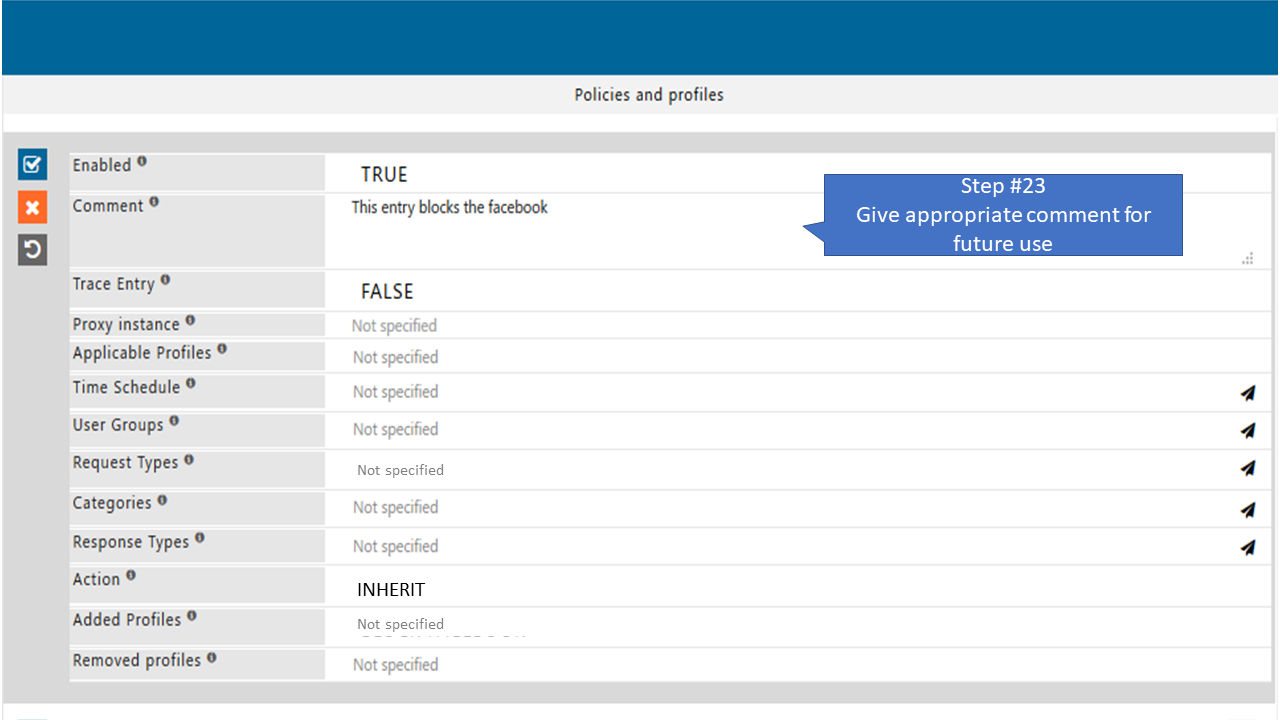 Policies and profiles
Enabled
TRUE
Step #23
Give appropriate comment for
future use
Comment
This entry blocks the facebook
Trace Entry
FALSE
Proxy instance
Not specified
Applicable Profiles
Not specified
Time Schedule
Not specified
User Groups
Not specified
Request Types
Not specified
Categories
Not specified
Response Types
Not specified
Action
INHERIT
Added Profiles
Not specified
Removed profiles
Not specified